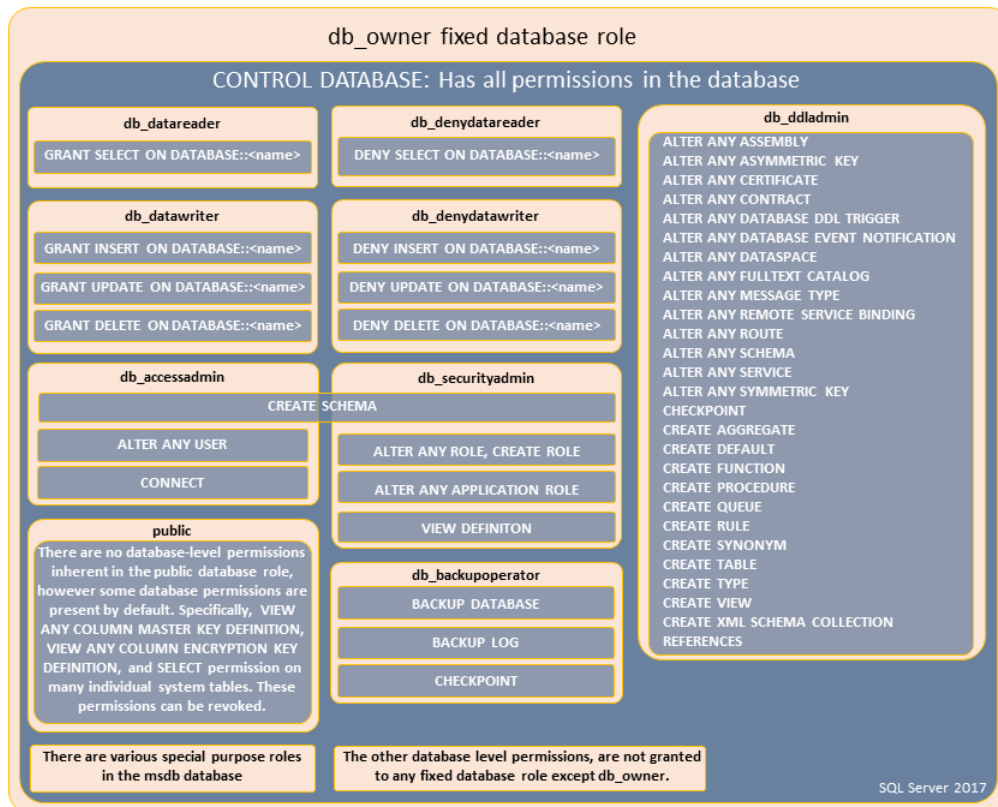 db_owner fixed database role
CONTROL DATABASE: Has all permissions in the database
db_datareader
GRANT SELECT ON DATABASE::<name>
db_denydatareader
DENY SELECT ON DATABASE::<name>
db_datawriter
GRANT INSERT ON DATABASE::<name>
GRANT UPDATE ON DATABASE::<name>
GRANT DELETE ON DATABASE::<name>
db_denydatawriter
DENY INSERT ON DATABASE::<name>
DENY UPDATE ON DATABASE::<name>
DENY DELETE ON DATABASE::<name>
db_accessadmin
db_securityadmin
CREATE SCHEMA
ALTER ANY USER
CONNECT
ALTER ANY ROLE, CREATE ROLE
ALTER ANY APPLICATION ROLE
VIEW DEFINITON
public
There are no database-level permissions
inherent in the public database role,
however some database permissions are
present by default. Specifically, VIEW
ANY COLUMN MASTER KEY DEFINITION,
VIEW ANY COLUMN ENCRYPTION KEY
DEFINITION, and SELECT permission on
many individual system tables. These
permissions can be revoked.
db_backupoperator
BACKUP DATABASE
BACKUP LOG
CHECKPOINT
db_ddladmin
ALTER ANY ASSEMBLY
ALTER ANY ASYMMETRIC KEY
ALTER ANY CERTIFICATE
ALTER ANY CONTRACT
ALTER ANY DATABASE DDL TRIGGER
ALTER ANY DATABASE EVENT NOTIFICATION
ALTER ANY DATASPACE
ALTER ANY FULLTEXT CATALOG
ALTER ANY MESSAGE TYPE
ALTER ANY REMOTE SERVICE BINDING
ALTER ANY ROUTE
ALTER ANY SCHEMA
ALTER ANY SERVICE
ALTER ANY SYMMETRIC KEY
CHECKPOINT
CREATE AGGREGATE
CREATE DEFAULT
CREATE FUNCTION
CREATE PROCEDURE
CREATE QUEUE
CREATE RULE
CREATE SYNONYM
CREATE TABLE
CREATE TYPE
CREATE VIEW
CREATE XML SCHEMA COLLECTION
REFERENCES
There are various special purpose roles
in the msdb database
The other database level permissions, are not granted
to any fixed database role except db_owner.
SQL Server 2017